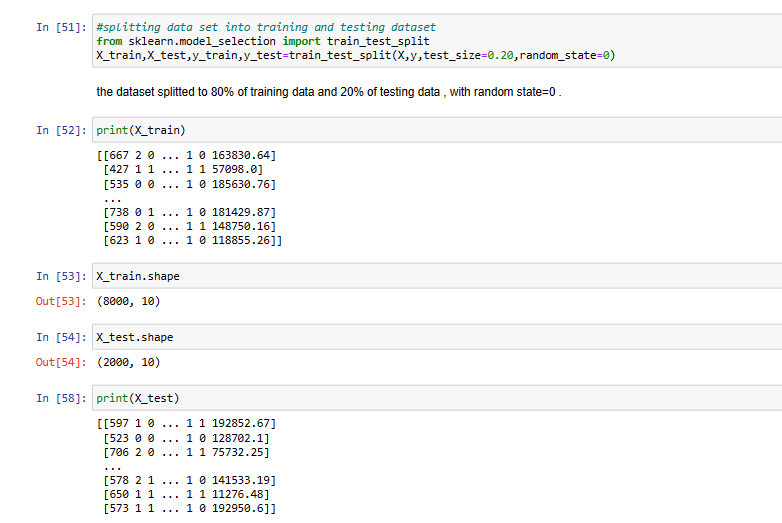 In [51]: #splitting data set into training and testing dataset
from sklearn.model_selection import train_test_split
X_train,X_test,y_train,y_test=train_test_split(X,y,test_size=0.20,random_state=0)
the dataset splitted to 80% of training data and 20% of testing data , with random state=0 .
In [52]: print(X_train)
[[667 2 0 ... 1 0 163830.64]
[427 1 1 ... 1 1 57098.0]
[535 0 0 ... 1 0 185630.76]
...
[738 0 1 ... 1 0 181429.87]
[590 2 0 ... 1 1 148750.16]
[623 1 0 ... 1 0 118855.26]]
In [53]: X_train.shape
Out[53]: (8000, 10)
In [54]: X_test.shape
Out[54]: (2000, 10)
In [58]: print(X_test)
[[597 1 0 ... 1 1 192852.67]
[523 0 0 ... 1 0 128702.1]
[706 2 0 ... 1 1 75732.25]
...
[578 2 1 ... 1 0 141533.19]
[650 1 1 ... 1 1 11276.48]
[573 1 1 ... 1 0 192950.6]]